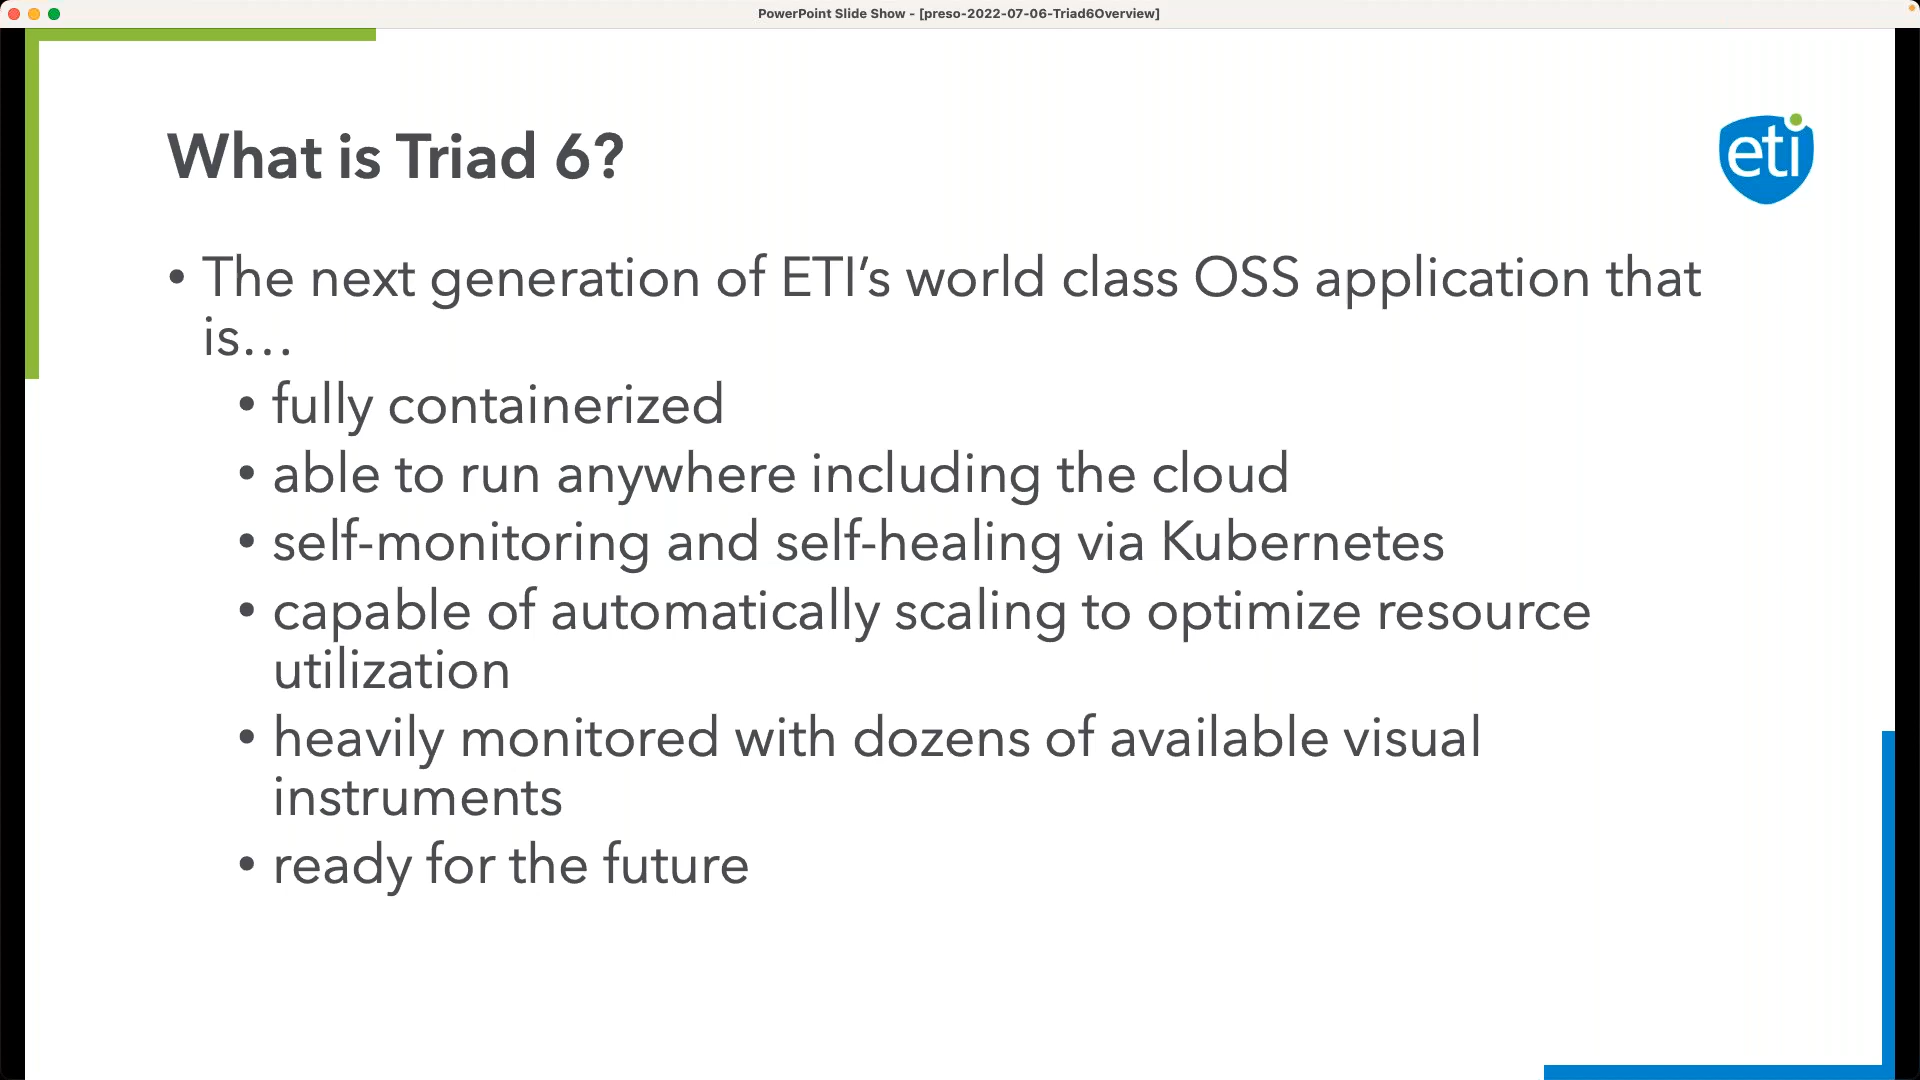 PowerPoint Slide Show - [preso-2022-07-06-Triad6Overview]
What is Triad 6?
eti
• The next generation of ETI’s world class OSS application that
is…
• fully containerized
• able to run anywhere including the cloud
• self-monitoring and self-healing via Kubernetes
• capable of automatically scaling to optimize resource
utilization
• heavily monitored with dozens of available visual
instruments
• ready for the future